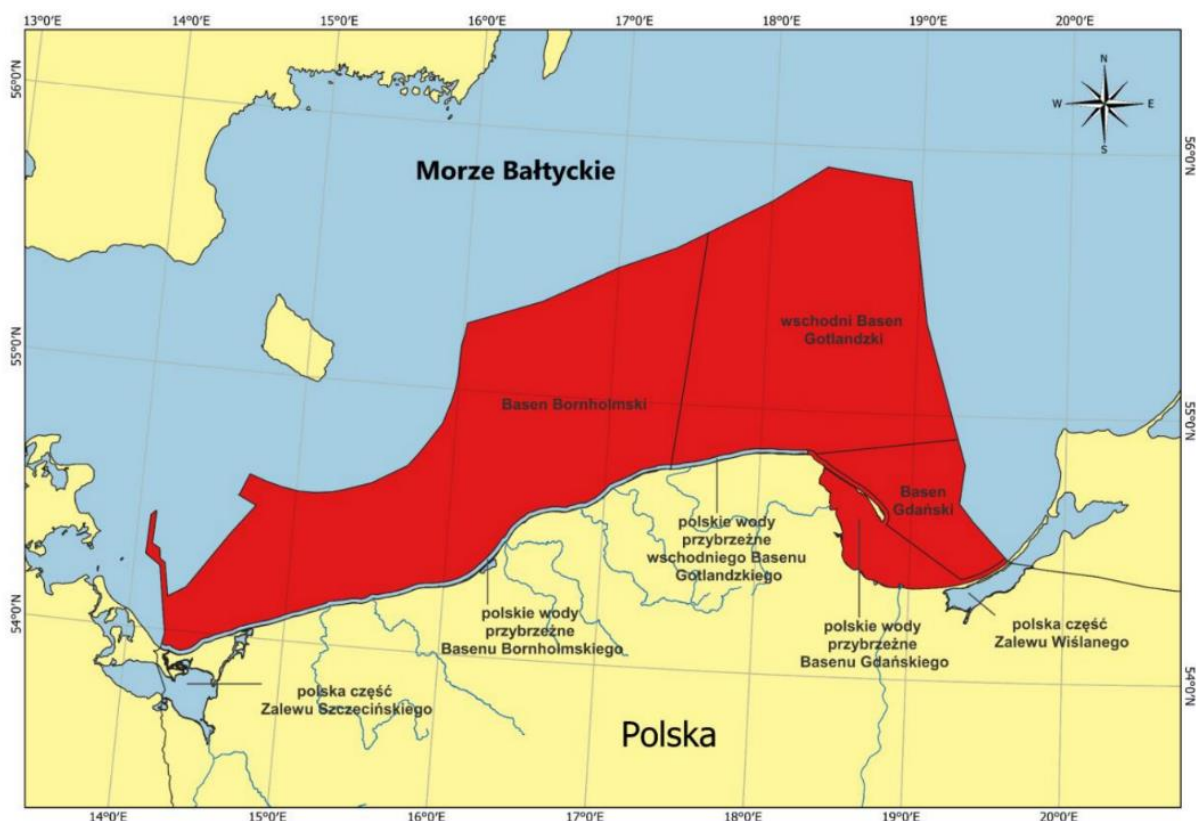 13°0'E 14°0'E 15°0'E 16°0'E 17°0'E 18°0'E 19°0'E 20°0'E
56°0'N
N
W E
S
56°0'N
Morze Bałtyckie
wschodni Basen
Gotlandzki
55°0'N
Basen Bornholmski
55°0'N
Basen
Gdański
polskie wody
przybrzeżne
wschodniego Basenu
Gotlandzkiego
54°0'N
polskie wody
przybrzeżne
Basenu Bornholmskiego
polskie wody
przybrzeżne
Basenu Gdańskiego
polska część
Zalewu Wiślanego
polska część
Zalewu Szczecińskiego
54°0'N
Polska
14°0'E 15°0'E 16°0'E 17°0'E 18°0'E 19°0'E 20°0'E